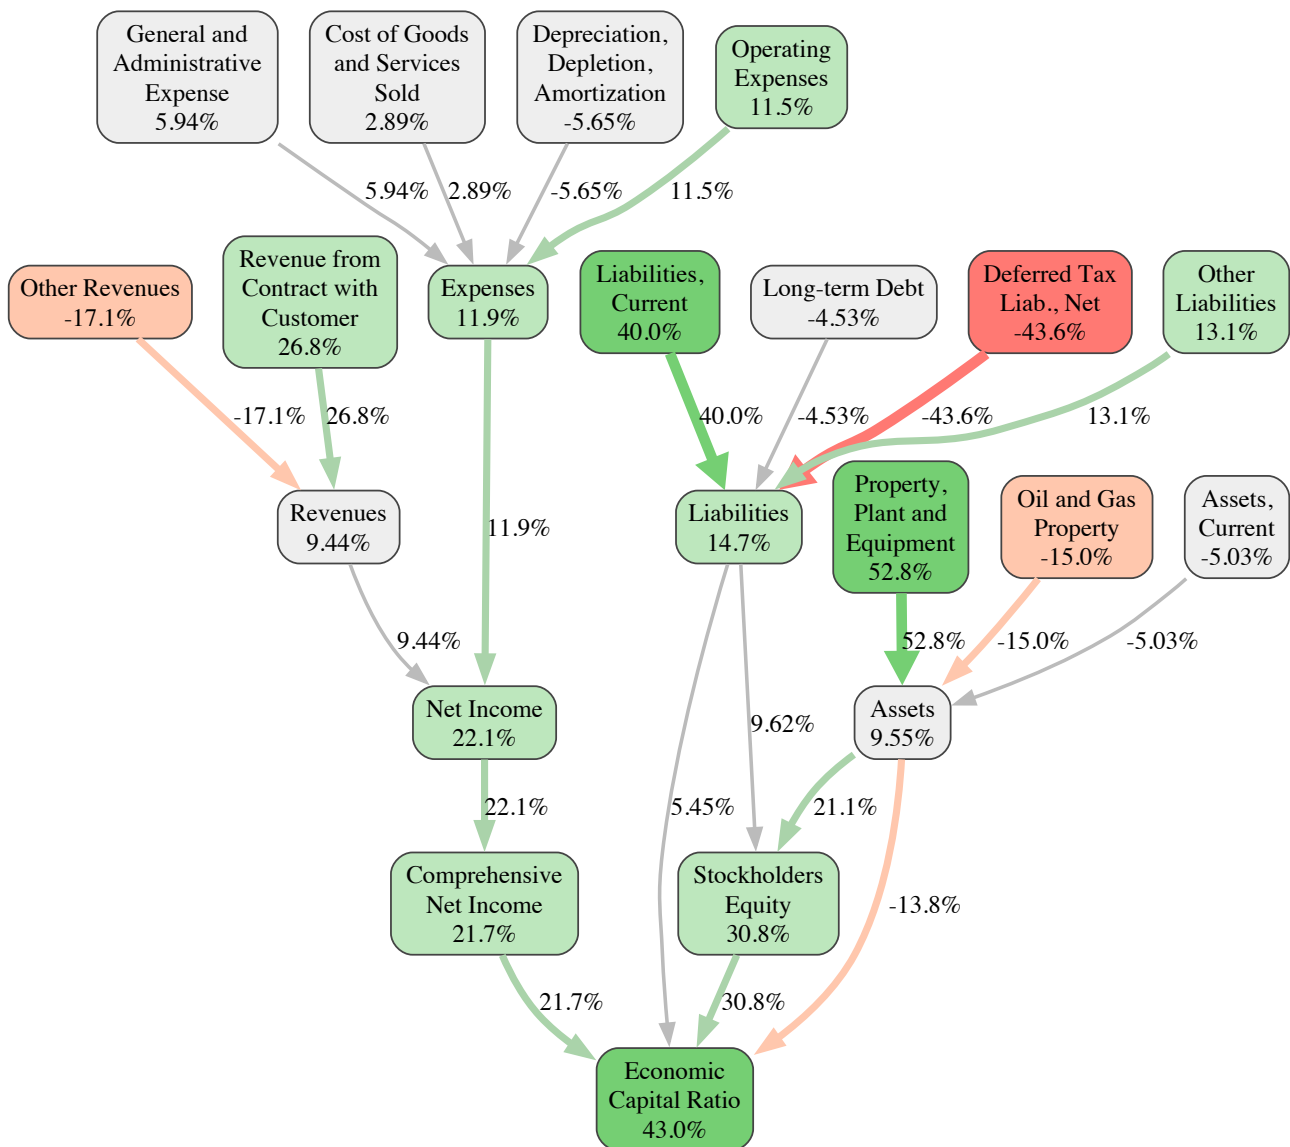 General and
Administrative
Expense
5.94%
Cost of Goods
and Services
Sold
2.89%
Depreciation,
Depletion,
Amortization
-5.65%
Operating
Expenses
11.5%
5.94%
2.89%
-5.65%
11.5%
Other Revenues
-17.1%
Revenue from
Contract with
Customer
26.8%
Expenses
11.9%
Liabilities,
Current
40.0%
Long-term Debt
-4.53%
Deferred Tax
Liab., Net
-43.6%
Other
Liabilities
13.1%
-17.1%
26.8%
40.0%
-4.53%
-43.6%
13.1%
Revenues
9.44%
11.9%
Liabilities
14.7%
Property,
Plant and
Equipment
52.8%
Oil and Gas
Property
-15.0%
Assets,
Current
-5.03%
9.44%
52.8%
-15.0%
-5.03%
Net Income
22.1%
9.62%
Assets
9.55%
22.1%
5.45%
21.1%
Comprehensive
Net Income
21.7%
Stockholders
Equity
30.8%
-13.8%
21.7%
30.8%
Economic
Capital Ratio
43.0%